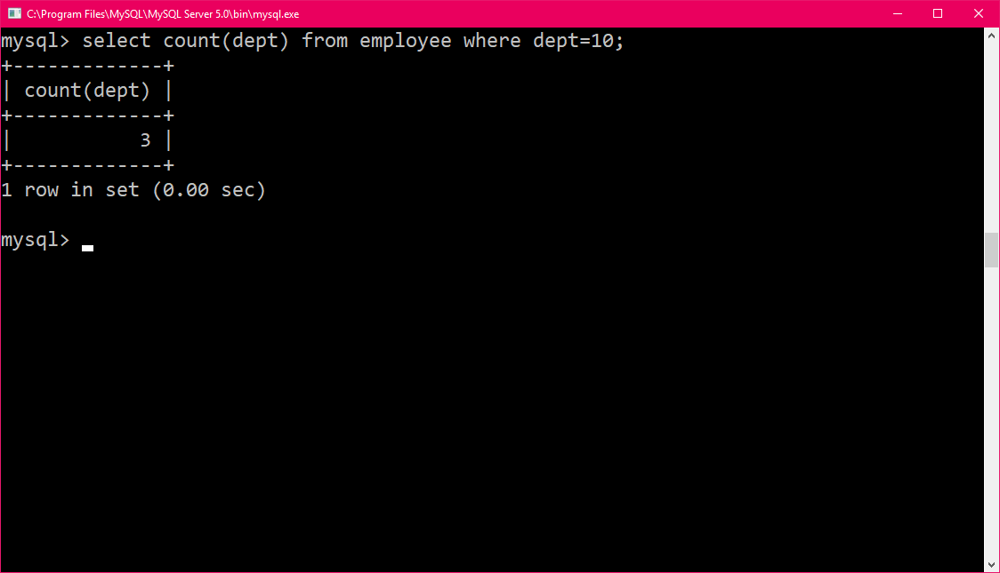 C:\Program Files\MySQL\MySQL Server 5.0\bin\mysql.exe
mysql> select count(dept) from employee where dept=10;
+-------------+
| count(dept) |
+-------------+
|           3 |
+-------------+
1 row in set (0.00 sec)
mysql>